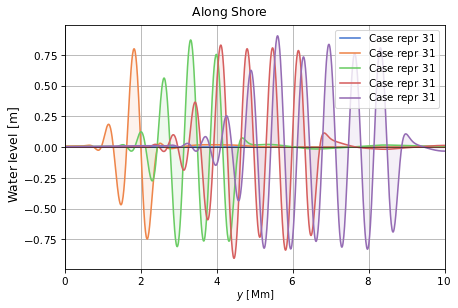 Along Shore
Case repr 31
Case repr 31
Case repr 31
Case repr 31
Case repr 31
Water level [m]
0.75
0.50
0.25
0.00
−0.25
−0.50
−0.75
0 2 4 6 8 10
y [Mm]